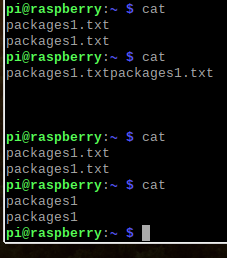 pi@raspberry:~ $ cat
packages1.txt
packages1.txt
pi@raspberry:~ $ cat
packages1.txtpackages1.txt
pi@raspberry:~ $ cat
packages1.txt
packages1.txt
pi@raspberry:~ $ cat
packages1
packages1
pi@raspberry:~ $